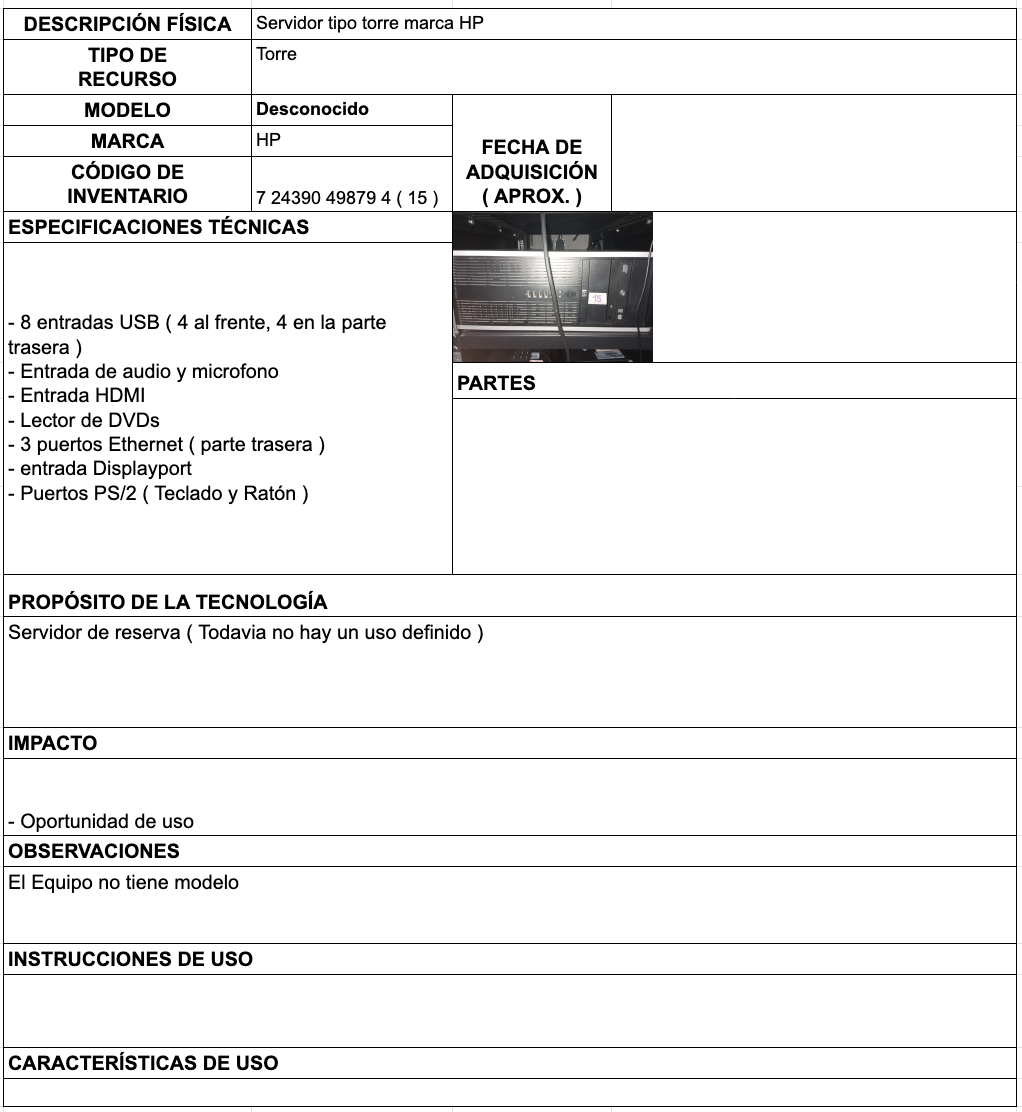 DESCRIPCIÓN FÍSICA
Servidor tipo torre marca HP
TIPO DE
RECURSO
Torre
MODELO
Desconocido
MARCA
HP
CÓDIGO DE
INVENTARIO
7 24390 49879 4 ( 15 )
FECHA DE
ADQUISICIÓN
( APROX. )
ESPECIFICACIONES TÉCNICAS
- 8 entradas USB ( 4 al frente, 4 en la parte
trasera )
- Entrada de audio y microfono
- Entrada HDMI
- Lector de DVDs
- 3 puertos Ethernet ( parte trasera )
- entrada Displayport
- Puertos PS/2 ( Teclado y Ratón )
15
PARTES
PROPÓSITO DE LA TECNOLOGÍA
Servidor de reserva ( Todavia no hay un uso definido )
IMPACTO
- Oportunidad de uso
OBSERVACIONES
El Equipo no tiene modelo
INSTRUCCIONES DE USO
CARACTERÍSTICAS DE USO